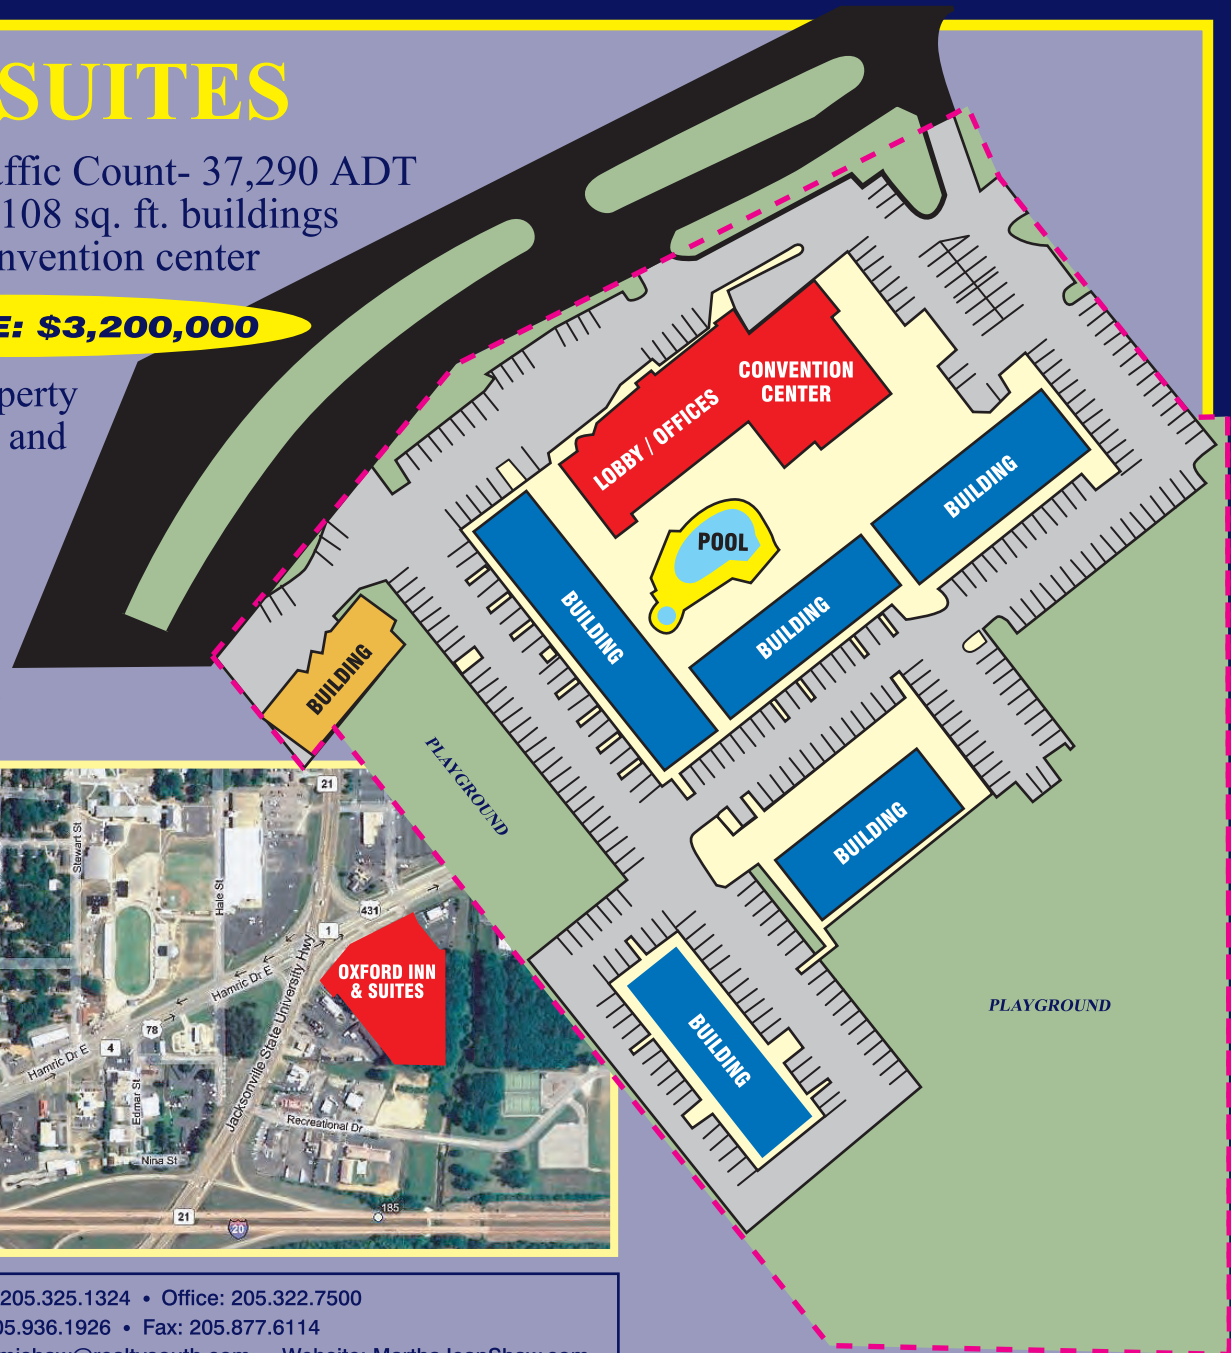 SUITES
affic Count- 37,290 ADT
108 sq. ft. buildings
nvention center
E: $3,200,000
perty
and
CONVENTION
CENTER
LOBBY / OFFICES
POOL
BUILDING
BUILDING
BUILDING
BUILDING
PLAYGROUND
BUILDING
BUILDING
PLAYGROUND
21
Stewart St
Hale St
431
1
OXFORD INN
& SUITES
Hamric Dr E
78
4
Hamric Dr E
Jacksonville State University Hwy
Edmar St
Recreational Dr
Nina St
21
20
185
205.325.1324 • Office: 205.322.7500
05.936.1926 • Fax: 205.877.6114